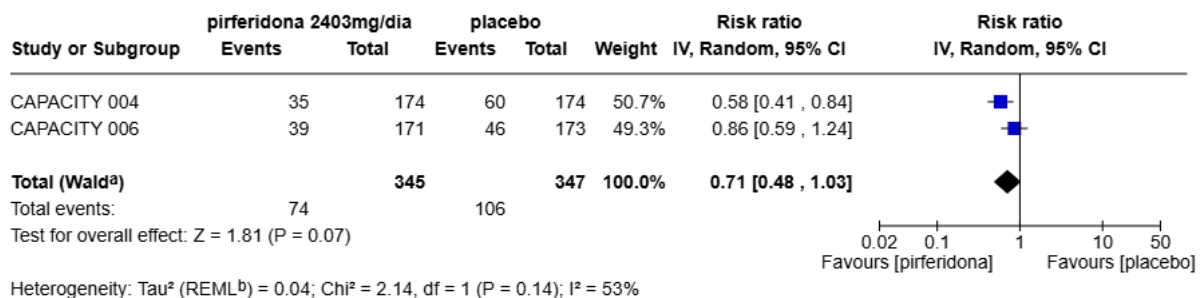 pirferidona 2403mg/dia placebo Risk ratio Risk ratio
Study or Subgroup Events Total Events Total Weight IV, Random, 95% CI IV, Random, 95% CI
CAPACITY 004 35 174 60 174 50.7% 0.58 [0.41 , 0.84]
CAPACITY 006 39 171 46 173 49.3% 0.86 [0.59 , 1.24]
Total (Waldᵃ) 345 347 100.0% 0.71 [0.48 , 1.03]
Total events: 74 106
Test for overall effect: Z = 1.81 (P = 0.07)
0.02 0.1 1 10 50
Favours [pirferidona] Favours [placebo]
Heterogeneity: Tau² (REMLᵇ) = 0.04; Chi² = 2.14, df = 1 (P = 0.14); I² = 53%